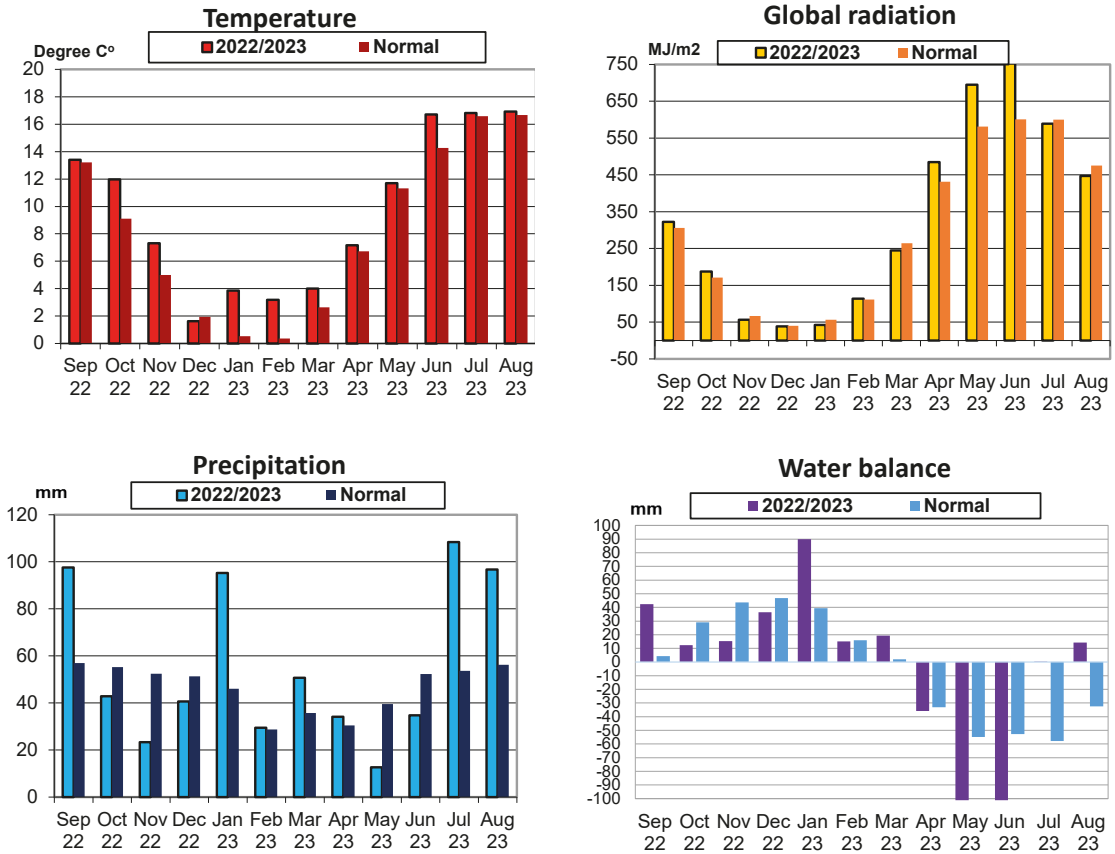 Temperature
Degree Cº
2022/2023 Normal
20
18
16
14
12
10
8
6
4
2
0
Sep Oct Nov Dec Jan Feb Mar Apr May Jun Jul Aug
22 22 22 22 23 23 23 23 23 23 23 23
Global radiation
MJ/m2
2022/2023 Normal
750
650
550
450
350
250
150
50
-50
Sep Oct Nov Dec Jan Feb Mar Apr May Jun Jul Aug
22 22 22 22 23 23 23 23 23 23 23 23
Precipitation
mm
2022/2023 Normal
120
100
80
60
40
20
0
Sep Oct Nov Dec Jan Feb Mar Apr May Jun Jul Aug
22 22 22 22 23 23 23 23 23 23 23 23
Water balance
mm
2022/2023 Normal
100
90
80
70
60
50
40
30
20
10
0
-10
-20
-30
-40
-50
-60
-70
-80
-90
-100
Sep Oct Nov Dec Jan Feb Mar Apr May Jun Jul Aug
22 22 22 22 23 23 23 23 23 23 23 23